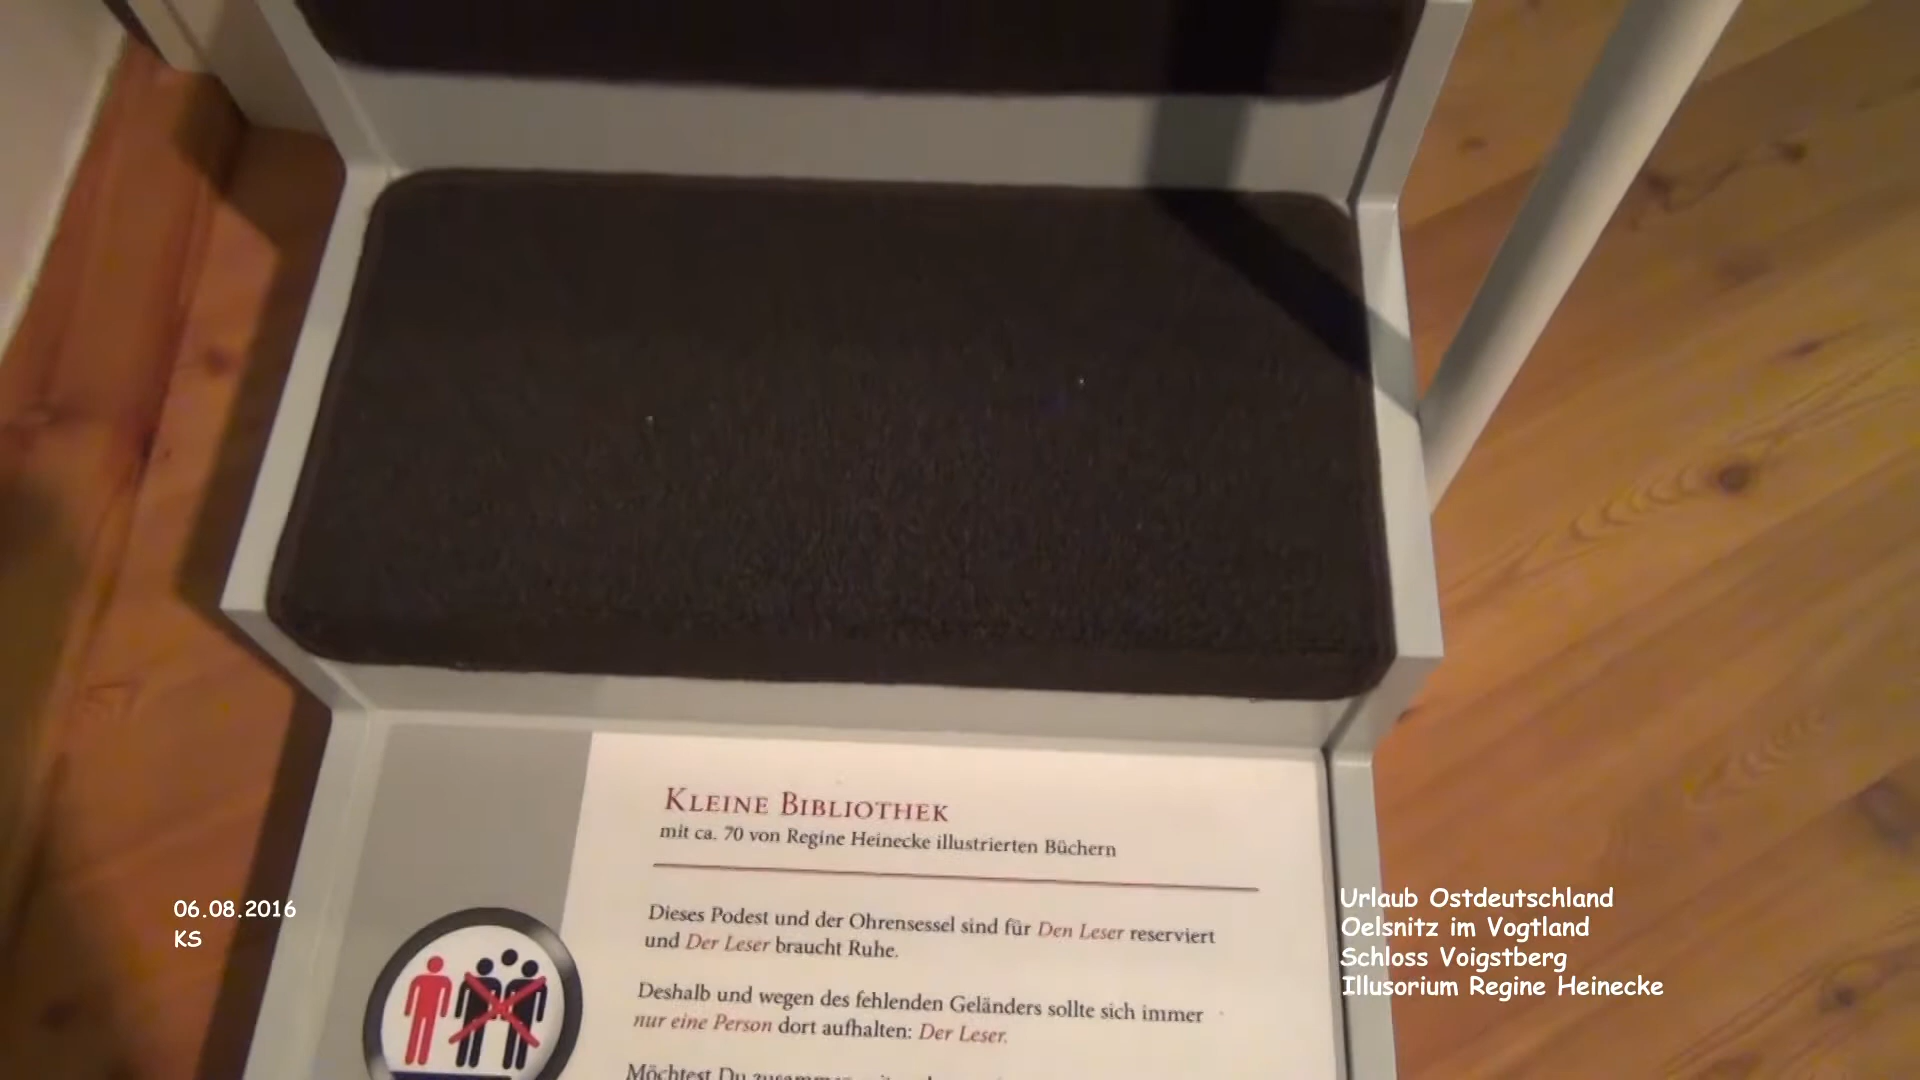 KLEINE BIBLIOTHEK
mit ca. 70 von Regine Heinecke illustrierten Büchern
Dieses Podest und der Ohrensessel sind für Den Leser reserviert
und Der Leser braucht Ruhe.
Deshalb und wegen des fehlenden Geländers sollte sich immer
nur eine Person dort aufhalten: Der Leser.
Möchtest Du
06.08.2016
KS
Urlaub Ostdeutschland
Oelsnitz im Vogtland
Schloss Voigstberg
Illusorium Regine Heinecke